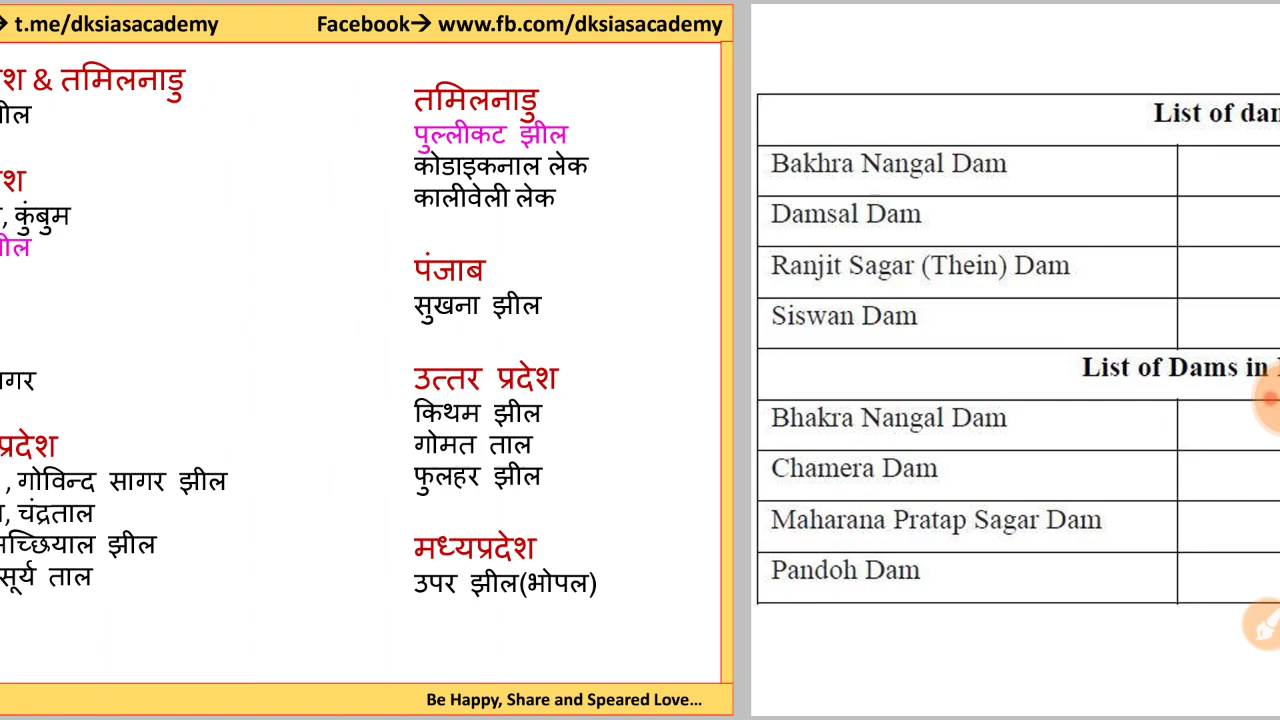 t.me/dksiasacademy
Facebook→ www.fb.com/dksiasacademy
श & तमिलनाडु
ील
श
, कुंबुम
ील
गर
प्रदेश
, गोविन्द सागर झील
, चंद्रताल
मच्छियाल झील
सूर्य ताल
तमिलनाडु
पुल्लीकट झील
कोडाइकनाल लेक
कालीवेली लेक
पंजाब
सुखना झील
उत्तर प्रदेश
किथम झील
गोमत ताल
फुलहर झील
मध्यप्रदेश
उपर झील(भोपल)
Be Happy, Share and Speared Love...
List of dam
Bakhra Nangal Dam
Damsal Dam
Ranjit Sagar (Thein) Dam
Siswan Dam
List of Dams in
Bhakra Nangal Dam
Chamera Dam
Maharana Pratap Sagar Dam
Pandoh Dam